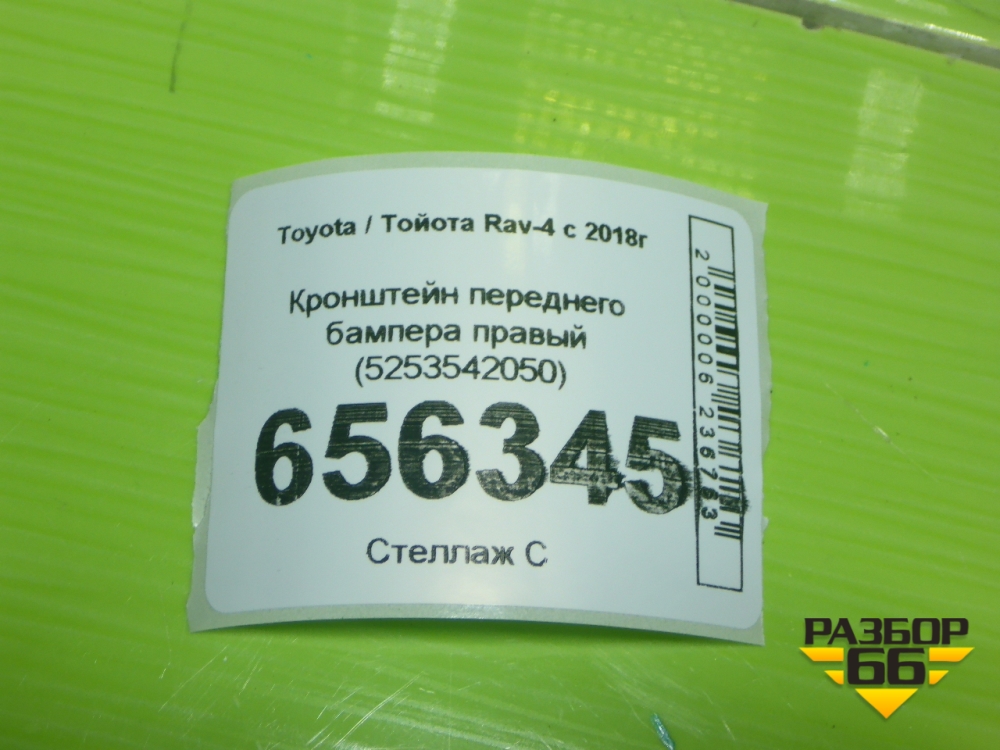 Toyota / Тойота Rav-4 с 2018г
Кронштейн переднего
бампера правый
(5253542050)
656345
Стеллаж С
2000006236763
РАЗБОР
66